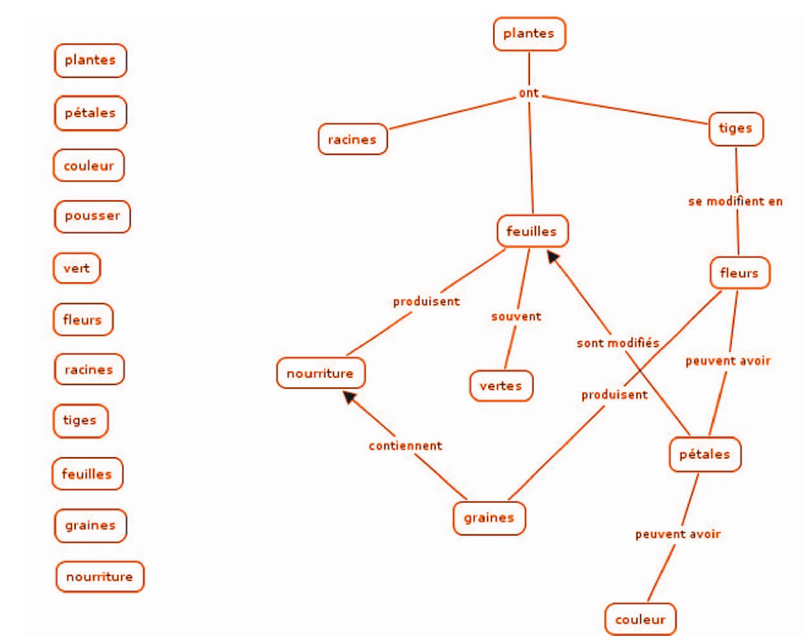 plantes
pétales
couleur
pousser
vert
fleurs
racines
tiges
feuilles
graines
nourriture
plantes
ont
racines
tiges
se modifient en
feuilles
fleurs
produisent
souvent
sont modifiés
peuvent avoir
nourriture
vertes
produisent
contiennent
pétales
graines
peuvent avoir
couleur